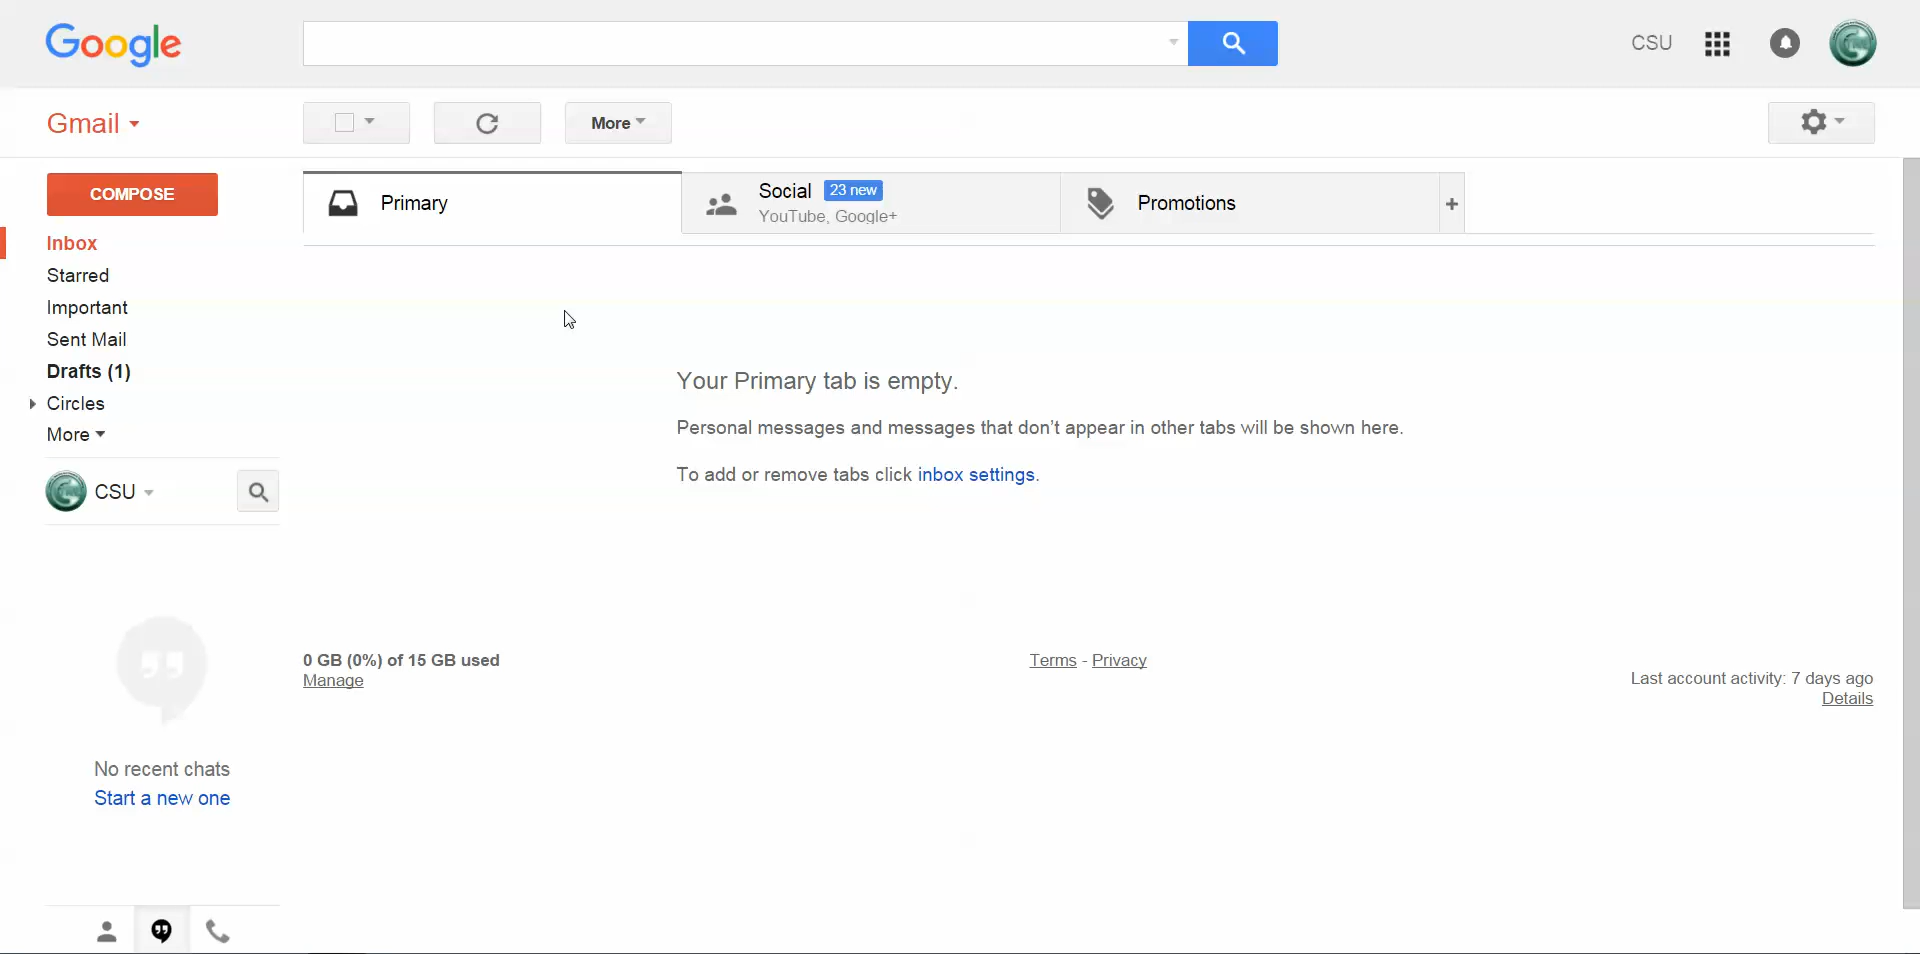 Google
CSU
Gmail
More
COMPOSE
Primary
Social 23 new
YouTube, Google+
Promotions
+
Inbox
Starred
Important
Sent Mail
Drafts (1)
Circles
More
CSU
Your Primary tab is empty.
Personal messages and messages that don’t appear in other tabs will be shown here.
To add or remove tabs click inbox settings.
0 GB (0%) of 15 GB used
Manage
Terms - Privacy
Last account activity: 7 days ago
Details
No recent chats
Start a new one